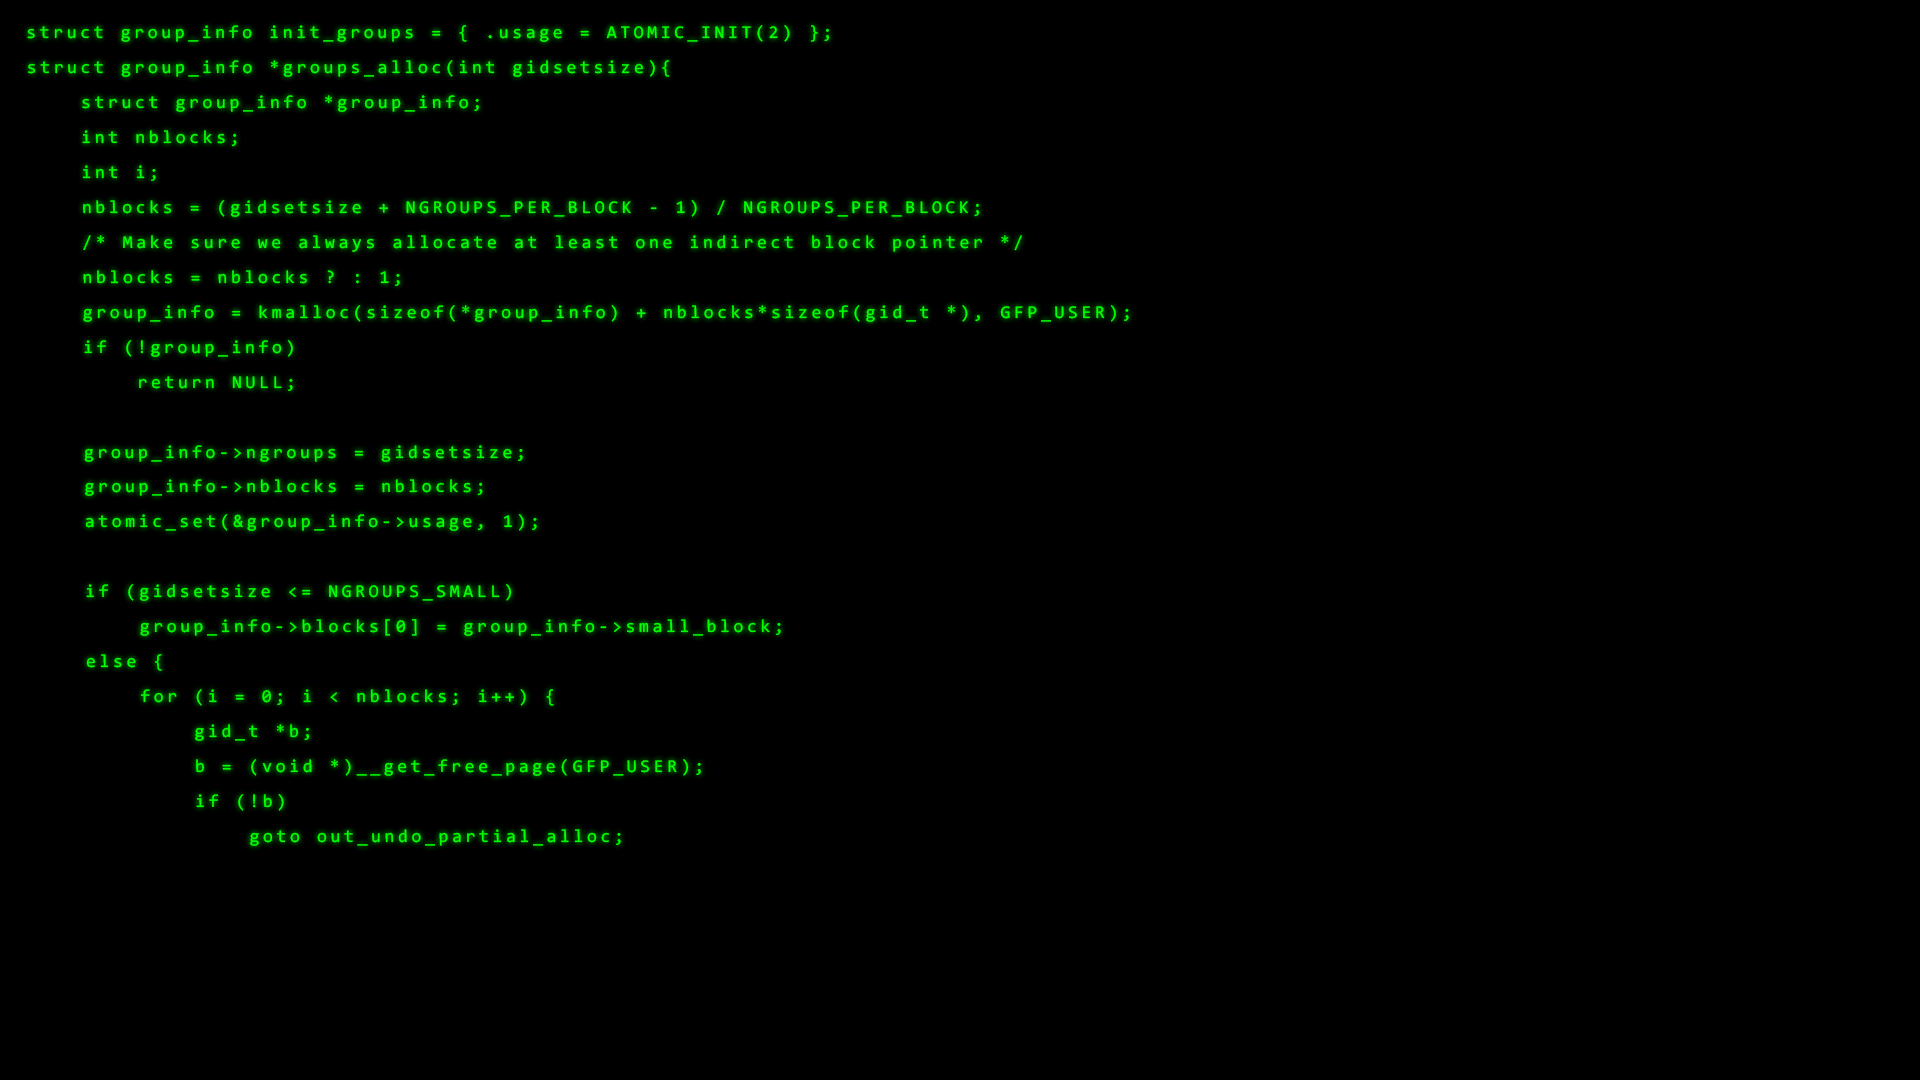 struct group_info init_groups = { .usage = ATOMIC_INIT(2) };
struct group_info *groups_alloc(int gidsetsize){
struct group_info *group_info;
int nblocks;
int i;
nblocks = (gidsetsize + NGROUPS_PER_BLOCK - 1) / NGROUPS_PER_BLOCK;
/* Make sure we always allocate at least one indirect block pointer */
nblocks = nblocks ? : 1;
group_info = kmalloc(sizeof(*group_info) + nblocks*sizeof(gid_t *), GFP_USER);
if (!group_info)
return NULL;
group_info->ngroups = gidsetsize;
group_info->nblocks = nblocks;
atomic_set(&group_info->usage, 1);
if (gidsetsize <= NGROUPS_SMALL)
group_info->blocks[0] = group_info->small_block;
else {
for (i = 0; i < nblocks; i++) {
gid_t *b;
b = (void *)__get_free_page(GFP_USER);
if (!b)
goto out_undo_partial_alloc;